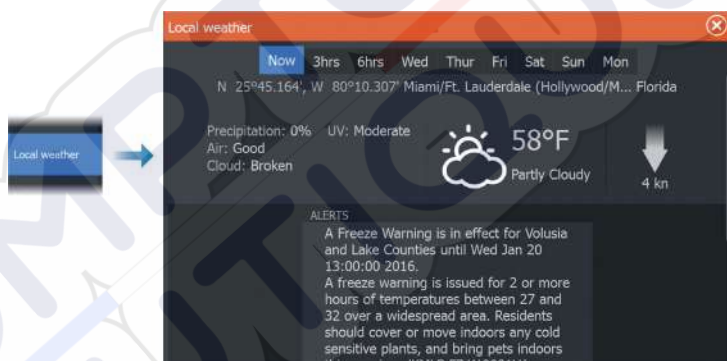 Local weather
Local weather
Now 3hrs 6hrs Wed Thur Fri Sat Sun Mon
N 25°45.164', W 80°10.307' Miami/Ft. Lauderdale (Hollywood/M... Florida
Precipitation: 0% UV: Moderate
Air: Good
Cloud: Broken
58°F
Partly Cloudy
4 kn
ALERTS
A Freeze Warning is in effect for Volusia
and Lake Counties until Wed Jan 20
13:00:00 2016.
A freeze warning is issued for 2 or more
hours of temperatures between 27 and
32 over a widespread area. Residents
should cover or move indoors any cold
sensitive plants, and bring pets indoors